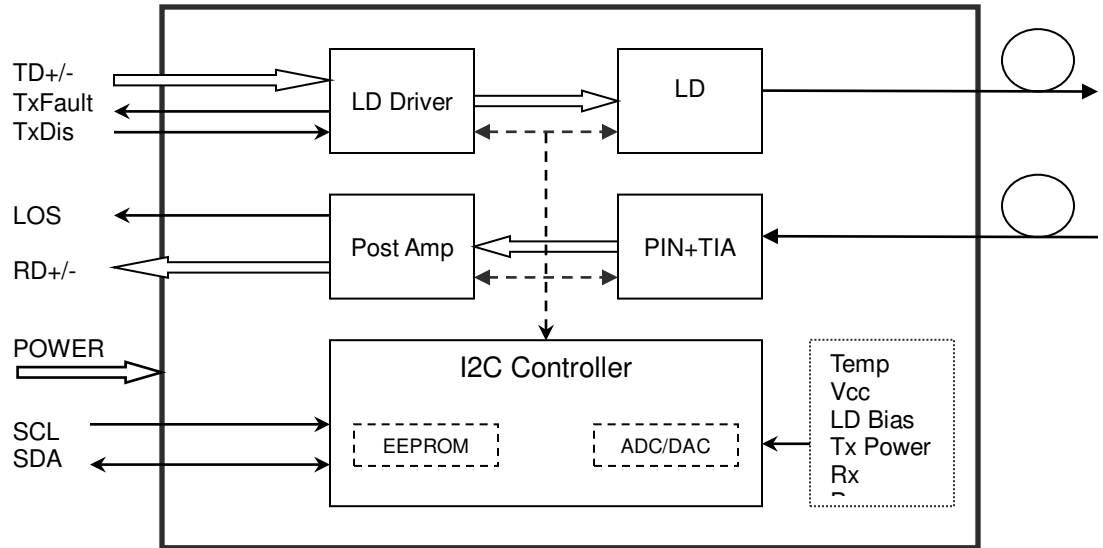 TD+/-
TxFault
TxDis
LD Driver
LD
LOS
RD+/-
Post Amp
PIN+TIA
POWER
SCL
SDA
I2C Controller
EEPROM
ADC/DAC
Temp
Vcc
LD Bias
Tx Power
Rx